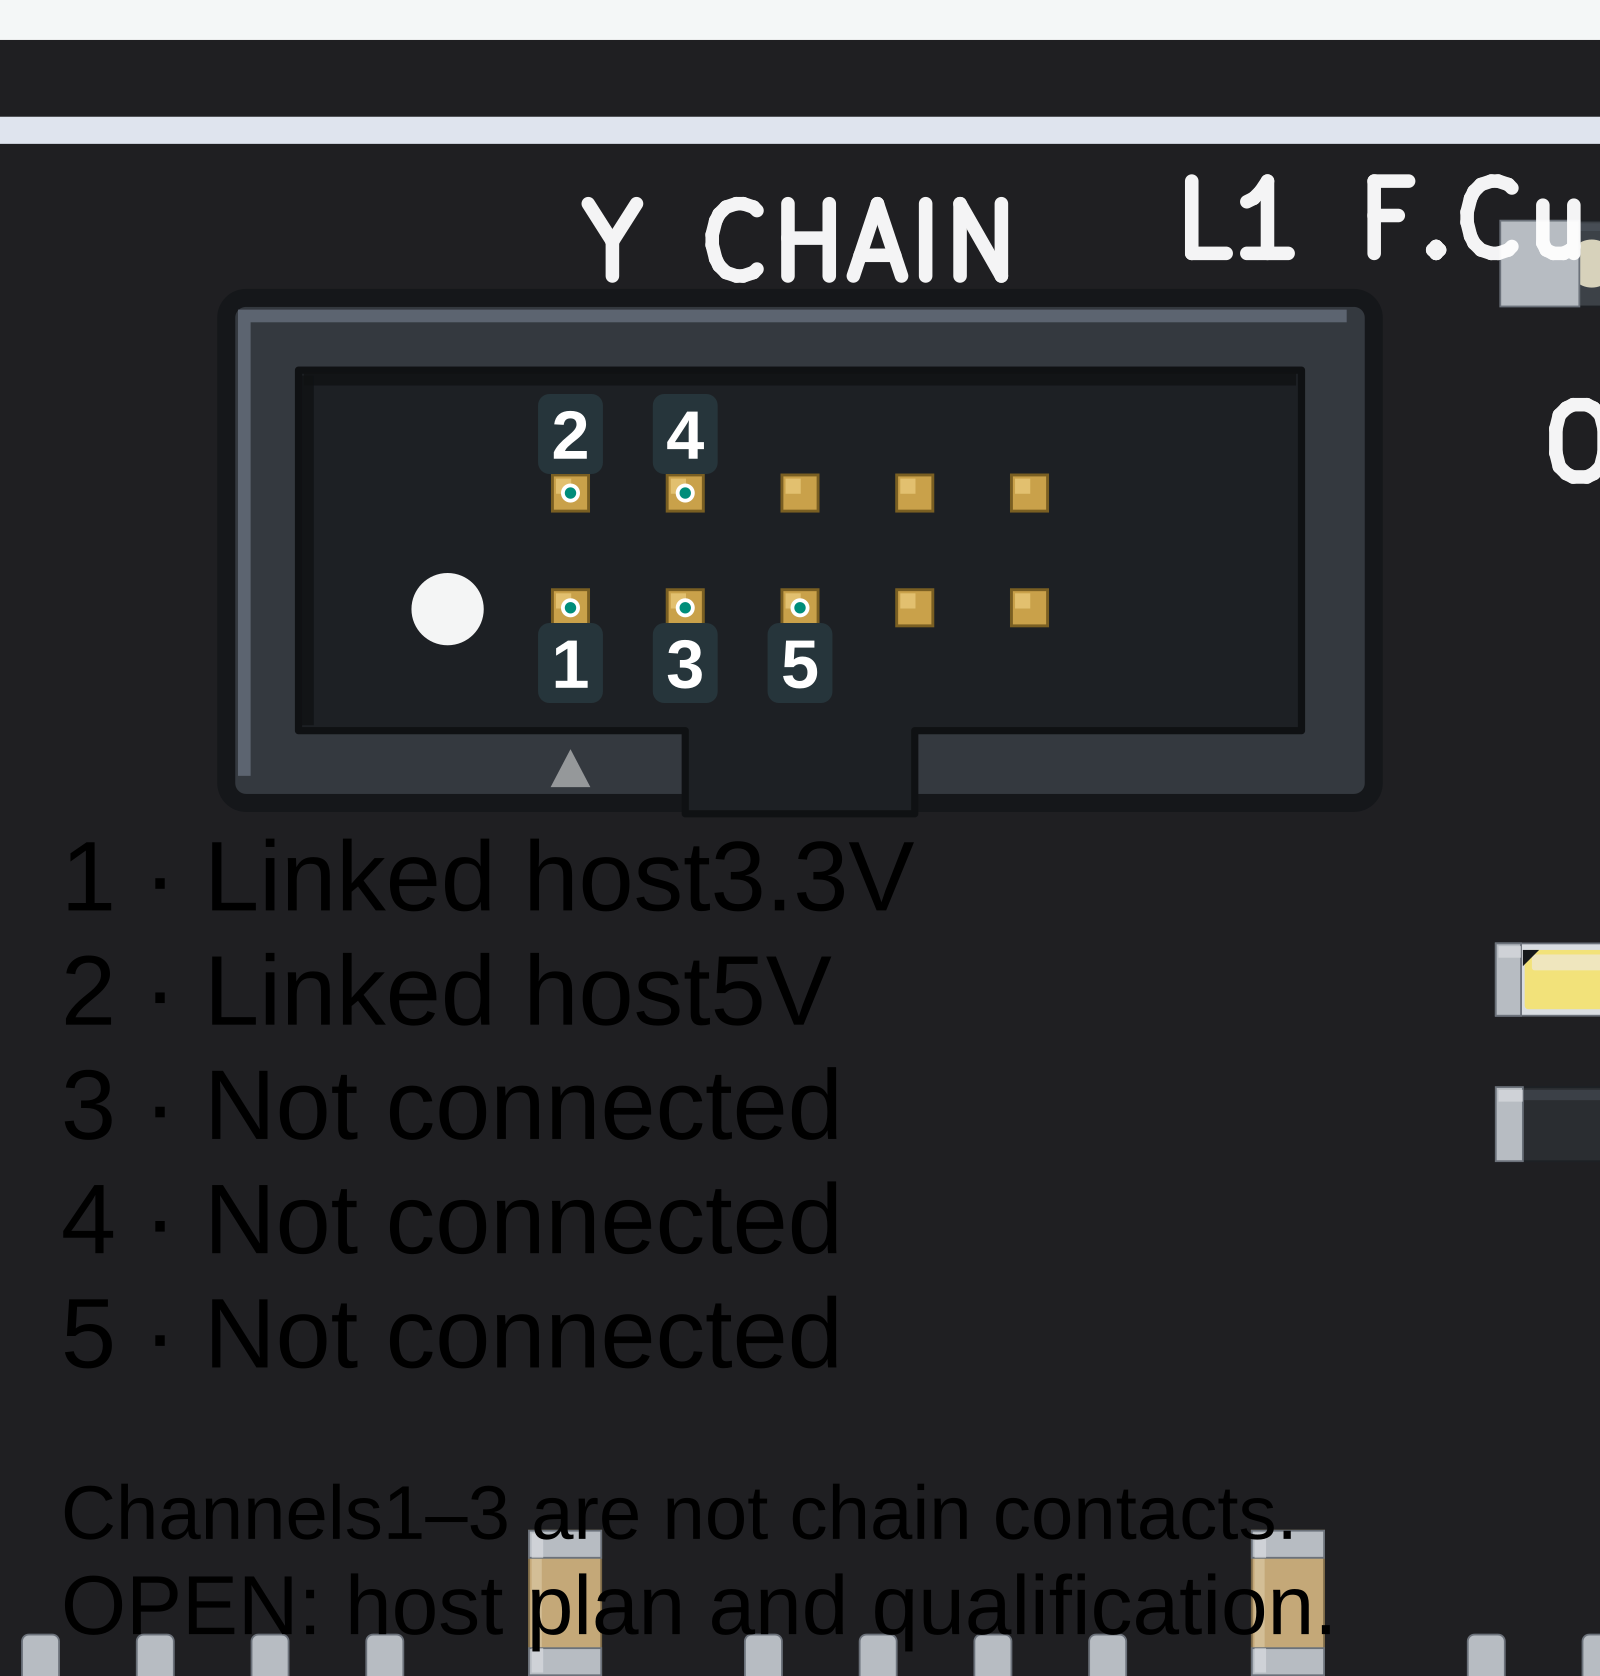 Y CHAIN
L1 F.Cu
2 4
1 3 5
1 · Linked host3.3V
2 · Linked host5V
3 · Not connected
4 · Not connected
5 · Not connected
Channels1–3 are not chain contacts.
OPEN: host plan and qualification.